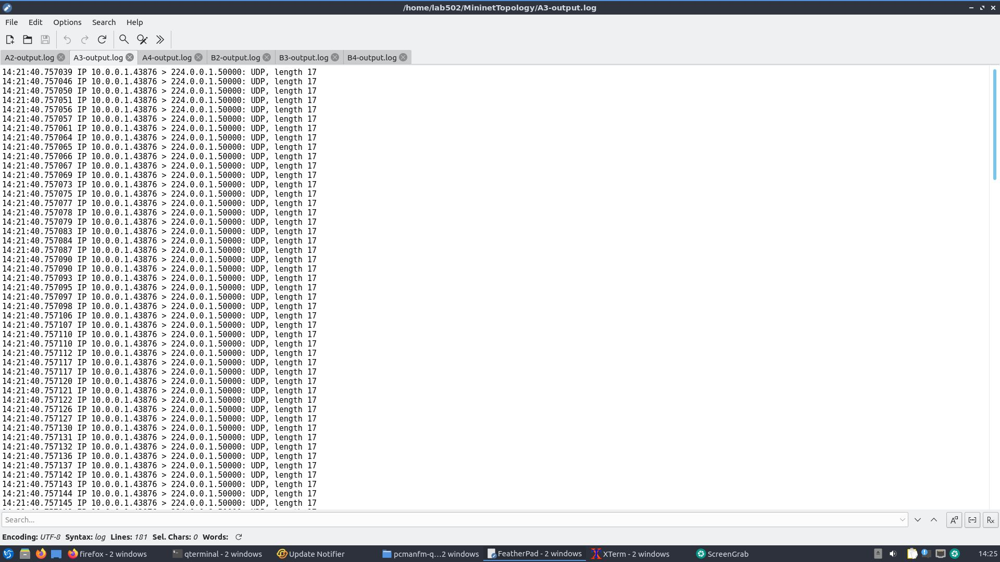 /home/lab502/MininetTopology/A3-output.log
File Edit Options Search Help
A2-output.log A3-output.log A4-output.log B2-output.log B3-output.log B4-output.log
14:21:40.757039 IP 10.0.0.1.43876 > 224.0.0.1.50000: UDP, length 17
14:21:40.757046 IP 10.0.0.1.43876 > 224.0.0.1.50000: UDP, length 17
14:21:40.757050 IP 10.0.0.1.43876 > 224.0.0.1.50000: UDP, length 17
14:21:40.757051 IP 10.0.0.1.43876 > 224.0.0.1.50000: UDP, length 17
14:21:40.757056 IP 10.0.0.1.43876 > 224.0.0.1.50000: UDP, length 17
14:21:40.757057 IP 10.0.0.1.43876 > 224.0.0.1.50000: UDP, length 17
14:21:40.757061 IP 10.0.0.1.43876 > 224.0.0.1.50000: UDP, length 17
14:21:40.757064 IP 10.0.0.1.43876 > 224.0.0.1.50000: UDP, length 17
14:21:40.757065 IP 10.0.0.1.43876 > 224.0.0.1.50000: UDP, length 17
14:21:40.757066 IP 10.0.0.1.43876 > 224.0.0.1.50000: UDP, length 17
14:21:40.757067 IP 10.0.0.1.43876 > 224.0.0.1.50000: UDP, length 17
14:21:40.757069 IP 10.0.0.1.43876 > 224.0.0.1.50000: UDP, length 17
14:21:40.757073 IP 10.0.0.1.43876 > 224.0.0.1.50000: UDP, length 17
14:21:40.757075 IP 10.0.0.1.43876 > 224.0.0.1.50000: UDP, length 17
14:21:40.757077 IP 10.0.0.1.43876 > 224.0.0.1.50000: UDP, length 17
14:21:40.757078 IP 10.0.0.1.43876 > 224.0.0.1.50000: UDP, length 17
14:21:40.757079 IP 10.0.0.1.43876 > 224.0.0.1.50000: UDP, length 17
14:21:40.757083 IP 10.0.0.1.43876 > 224.0.0.1.50000: UDP, length 17
14:21:40.757084 IP 10.0.0.1.43876 > 224.0.0.1.50000: UDP, length 17
14:21:40.757087 IP 10.0.0.1.43876 > 224.0.0.1.50000: UDP, length 17
14:21:40.757090 IP 10.0.0.1.43876 > 224.0.0.1.50000: UDP, length 17
14:21:40.757090 IP 10.0.0.1.43876 > 224.0.0.1.50000: UDP, length 17
14:21:40.757093 IP 10.0.0.1.43876 > 224.0.0.1.50000: UDP, length 17
14:21:40.757095 IP 10.0.0.1.43876 > 224.0.0.1.50000: UDP, length 17
14:21:40.757097 IP 10.0.0.1.43876 > 224.0.0.1.50000: UDP, length 17
14:21:40.757098 IP 10.0.0.1.43876 > 224.0.0.1.50000: UDP, length 17
14:21:40.757106 IP 10.0.0.1.43876 > 224.0.0.1.50000: UDP, length 17
14:21:40.757107 IP 10.0.0.1.43876 > 224.0.0.1.50000: UDP, length 17
14:21:40.757110 IP 10.0.0.1.43876 > 224.0.0.1.50000: UDP, length 17
14:21:40.757110 IP 10.0.0.1.43876 > 224.0.0.1.50000: UDP, length 17
14:21:40.757112 IP 10.0.0.1.43876 > 224.0.0.1.50000: UDP, length 17
14:21:40.757117 IP 10.0.0.1.43876 > 224.0.0.1.50000: UDP, length 17
14:21:40.757117 IP 10.0.0.1.43876 > 224.0.0.1.50000: UDP, length 17
14:21:40.757120 IP 10.0.0.1.43876 > 224.0.0.1.50000: UDP, length 17
14:21:40.757121 IP 10.0.0.1.43876 > 224.0.0.1.50000: UDP, length 17
14:21:40.757122 IP 10.0.0.1.43876 > 224.0.0.1.50000: UDP, length 17
14:21:40.757126 IP 10.0.0.1.43876 > 224.0.0.1.50000: UDP, length 17
14:21:40.757127 IP 10.0.0.1.43876 > 224.0.0.1.50000: UDP, length 17
14:21:40.757130 IP 10.0.0.1.43876 > 224.0.0.1.50000: UDP, length 17
14:21:40.757131 IP 10.0.0.1.43876 > 224.0.0.1.50000: UDP, length 17
14:21:40.757132 IP 10.0.0.1.43876 > 224.0.0.1.50000: UDP, length 17
14:21:40.757136 IP 10.0.0.1.43876 > 224.0.0.1.50000: UDP, length 17
14:21:40.757137 IP 10.0.0.1.43876 > 224.0.0.1.50000: UDP, length 17
14:21:40.757142 IP 10.0.0.1.43876 > 224.0.0.1.50000: UDP, length 17
14:21:40.757143 IP 10.0.0.1.43876 > 224.0.0.1.50000: UDP, length 17
14:21:40.757144 IP 10.0.0.1.43876 > 224.0.0.1.50000: UDP, length 17
14:21:40.757145 IP 10.0.0.1.43876 > 224.0.0.1.50000: UDP, length 17
Search...
Encoding: UTF-8 Syntax: log Lines: 181 Sel. Chars: 0 Words:
firefox - 2 windows qterminal - 2 windows Update Notifier pcmanfm-q...2 windows FeatherPad - 2 windows XTerm - 2 windows ScreenGrab 14:25